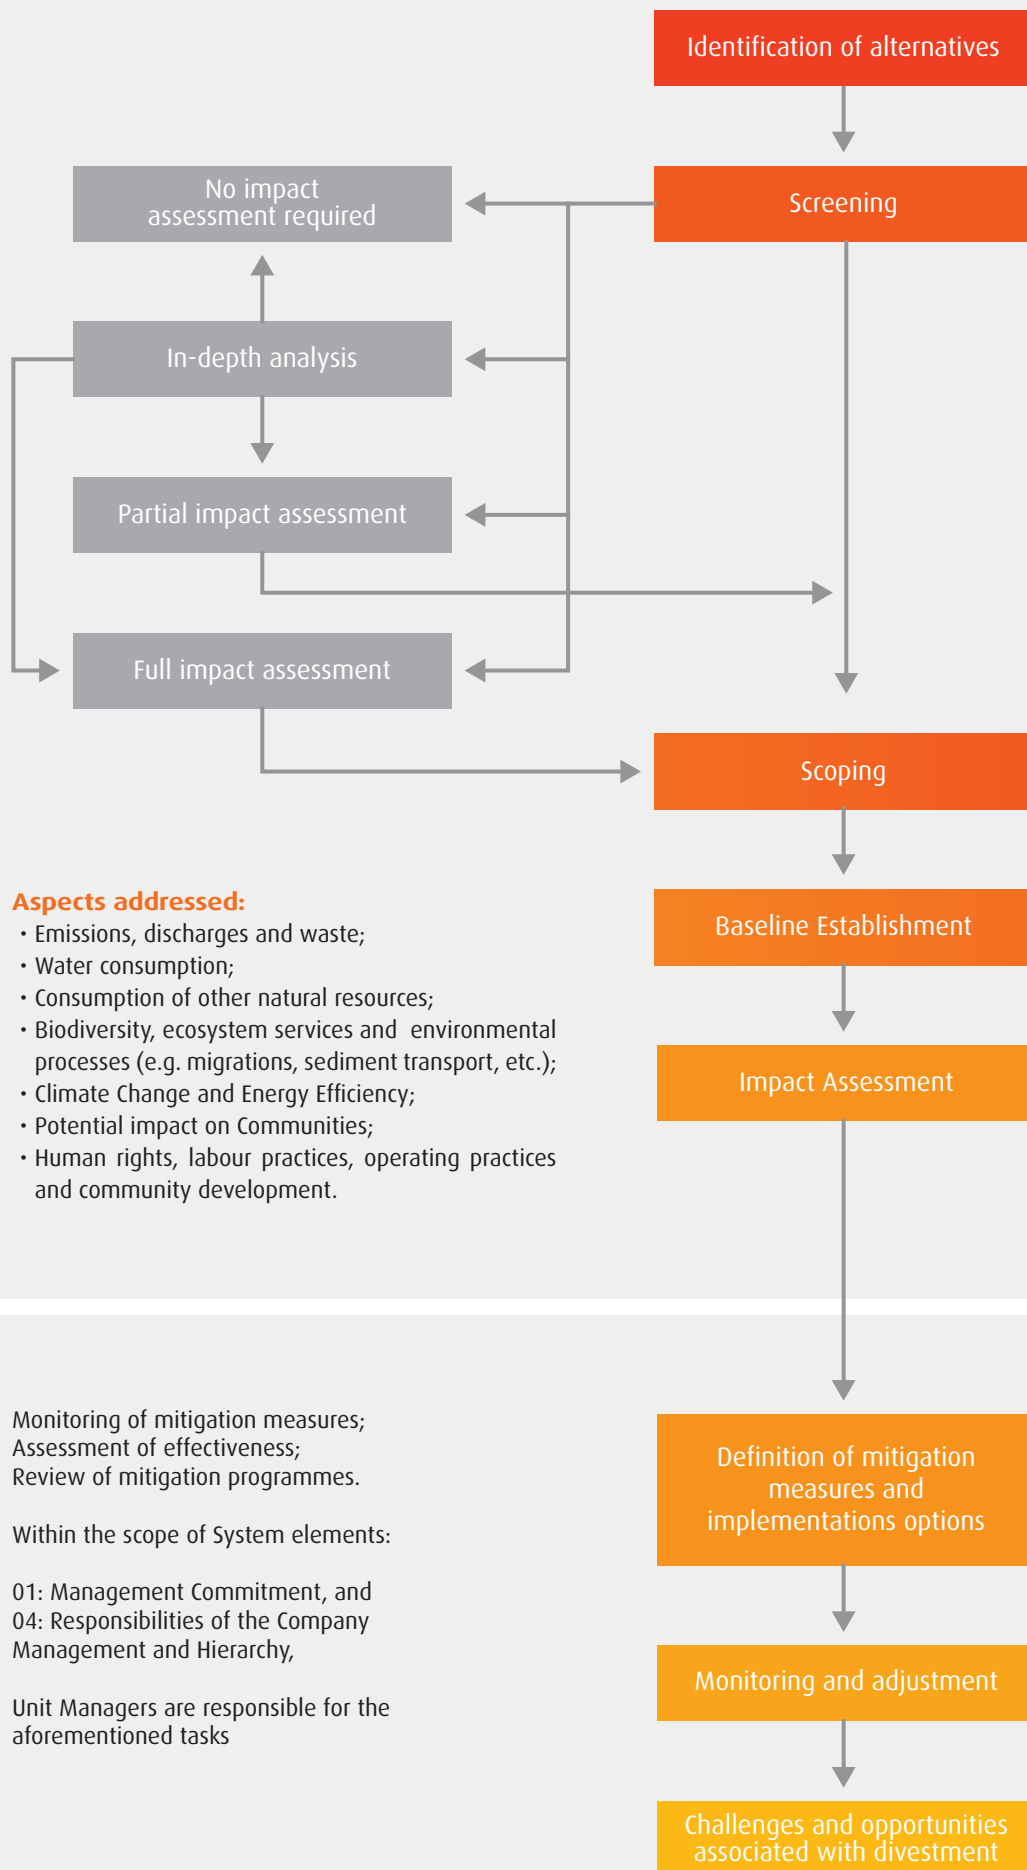 Identification of alternatives
No impact
assessment required
Screening
In-depth analysis
Partial impact assessment
Full impact assessment
Scoping
Aspects addressed:
• Emissions, discharges and waste;
• Water consumption;
• Consumption of other natural resources;
• Biodiversity, ecosystem services and environmental
processes (e.g. migrations, sediment transport, etc.);
• Climate Change and Energy Efficiency;
• Potential impact on Communities;
• Human rights, labour practices, operating practices
and community development.
Baseline Establishment
Impact Assessment
Monitoring of mitigation measures;
Assessment of effectiveness;
Review of mitigation programmes.
Within the scope of System elements:
01: Management Commitment, and
04: Responsibilities of the Company
Management and Hierarchy,
Unit Managers are responsible for the
aforementioned tasks
Definition of mitigation
measures and
implementations options
Monitoring and adjustment
Challenges and opportunities
associated with divestment